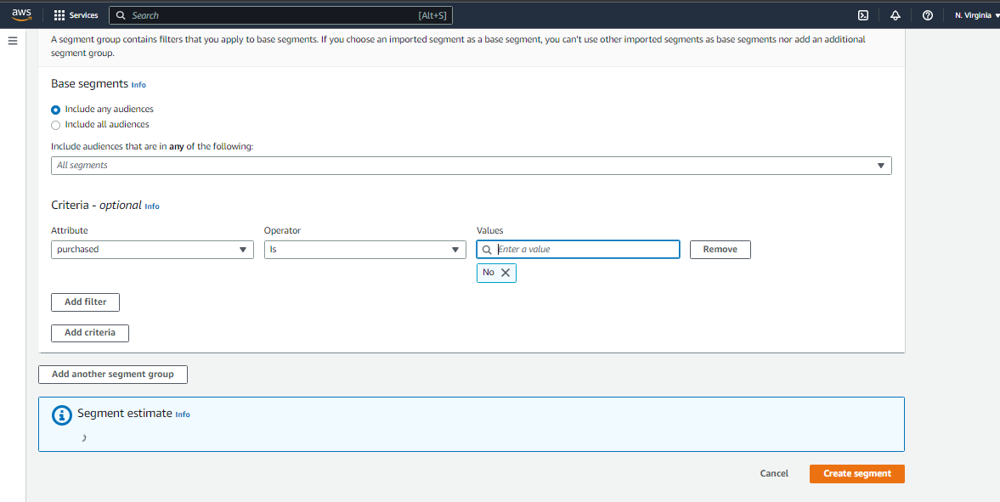 aws Services Search [Alt+S] N. Virginia
A segment group contains filters that you apply to base segments. If you choose an imported segment as a base segment, you can't use other imported segments as base segments nor add an additional
segment group.
Base segments Info
Include any audiences
Include all audiences
Include audiences that are in any of the following:
All segments
Criteria - optional Info
Attribute Operator Values
purchased Is Enter a value Remove
No
Add filter
Add criteria
Add another segment group
Segment estimate Info
Cancel Create segment